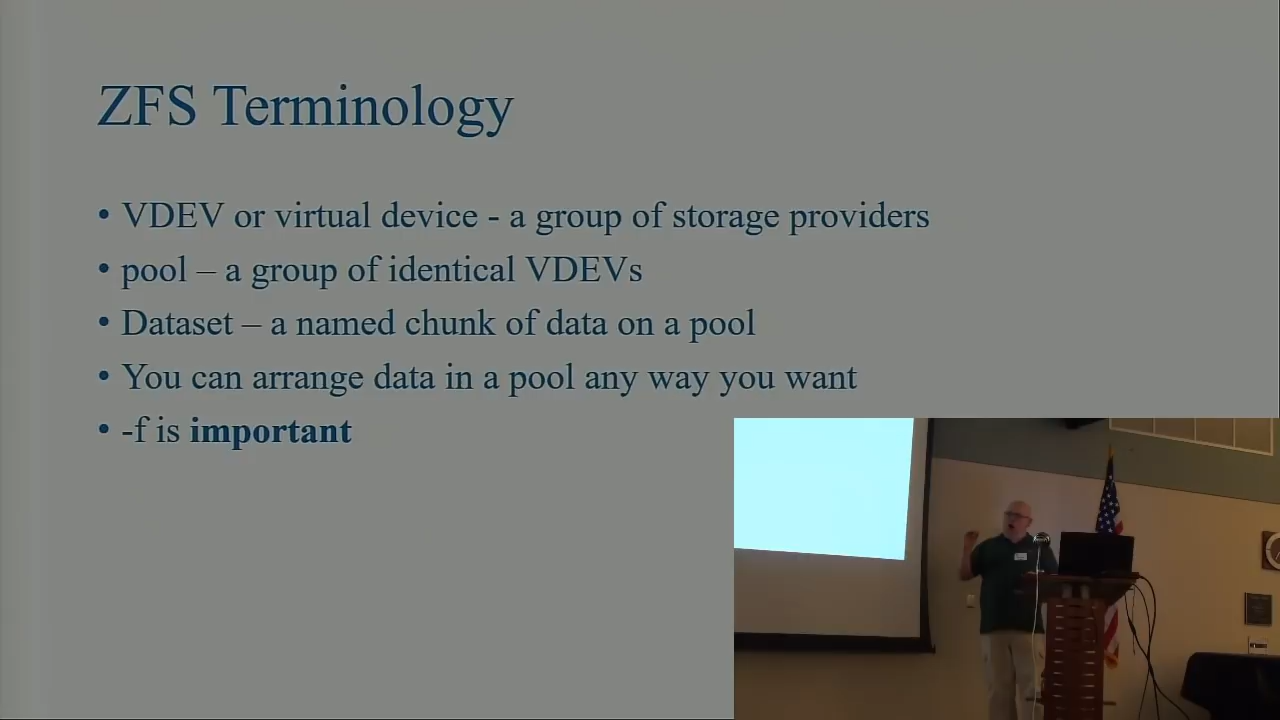 ZFS Terminology
• VDEV or virtual device - a group of storage providers
• pool – a group of identical VDEVs
• Dataset – a named chunk of data on a pool
• You can arrange data in a pool any way you want
• -f is important